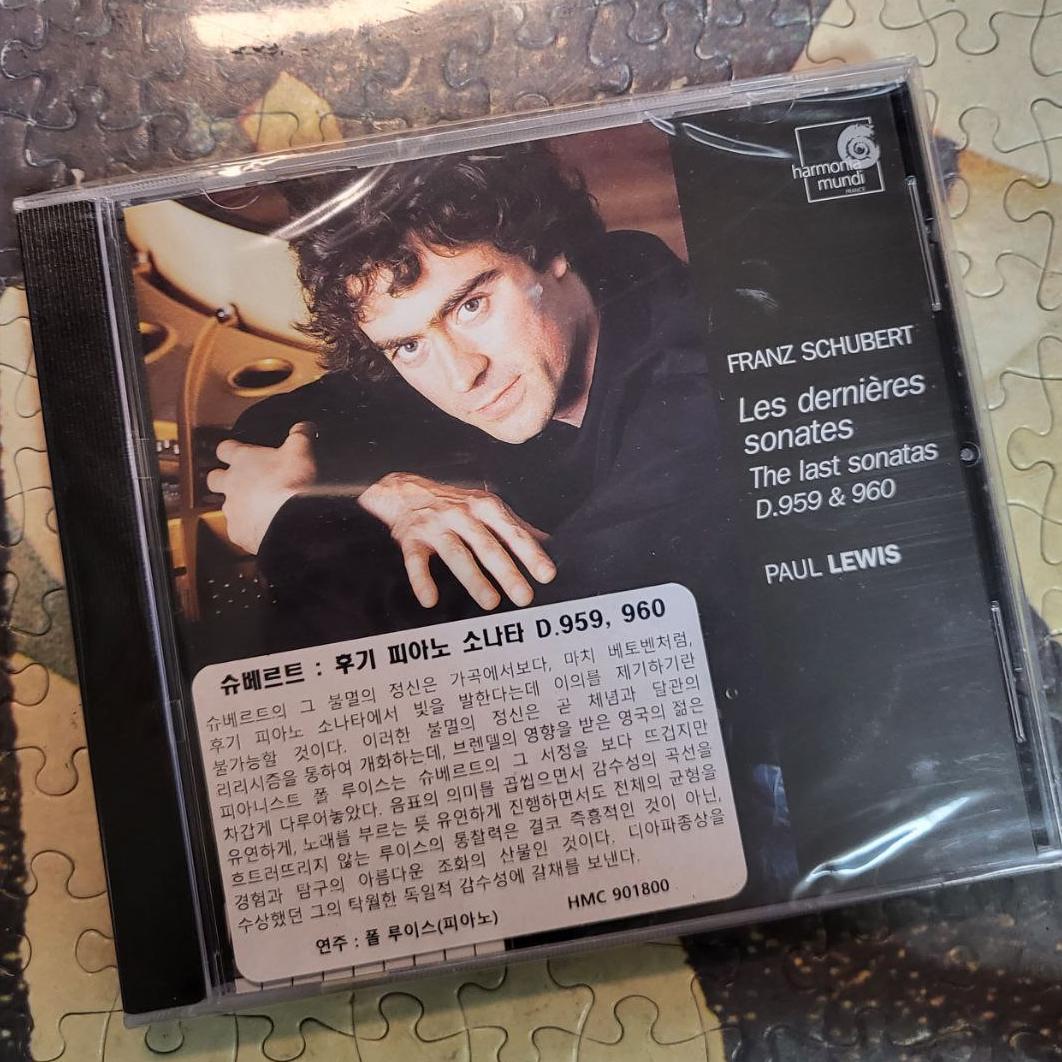 harmonia
mundi
FRANCE
FRANZ SCHUBERT
Les dernières
sonates
The last sonatas
D.959 & 960
PAUL LEWIS
슈베르트 : 후기 피아노 소나타 D.959, 960
슈베르트의 그 불멸의 정신은 가곡에서보다, 마치 베토벤처럼,
후기 피아노 소나타에서 빛을 발한다는데 이의를 제기하기란
불가능할 것이다. 이러한 불멸의 정신은 곧 체념과 달관의
리리시즘을 통하여 개화하는데, 브렌델의 영향을 받은 영국의 젊은
피아니스트 폴 루이스는 슈베르트의 그 서정을 보다 뜨겁지만
차갑게 다루어놓았다. 음표의 의미를 곱씹으면서 감수성의 곡선을
유연하게, 노래를 부르는 듯 유연하게 진행하면서도 전체의 균형을
흐트러뜨리지 않는 루이스의 통찰력은 결코 즉흥적인 것이 아닌,
경험과 탐구의 아름다운 조화의 산물인 것이다. 디아파종상을
수상했던 그의 탁월한 독일적 감수성에 갈채를 보낸다.
연주 : 폴 루이스(피아노)
HMC 901800